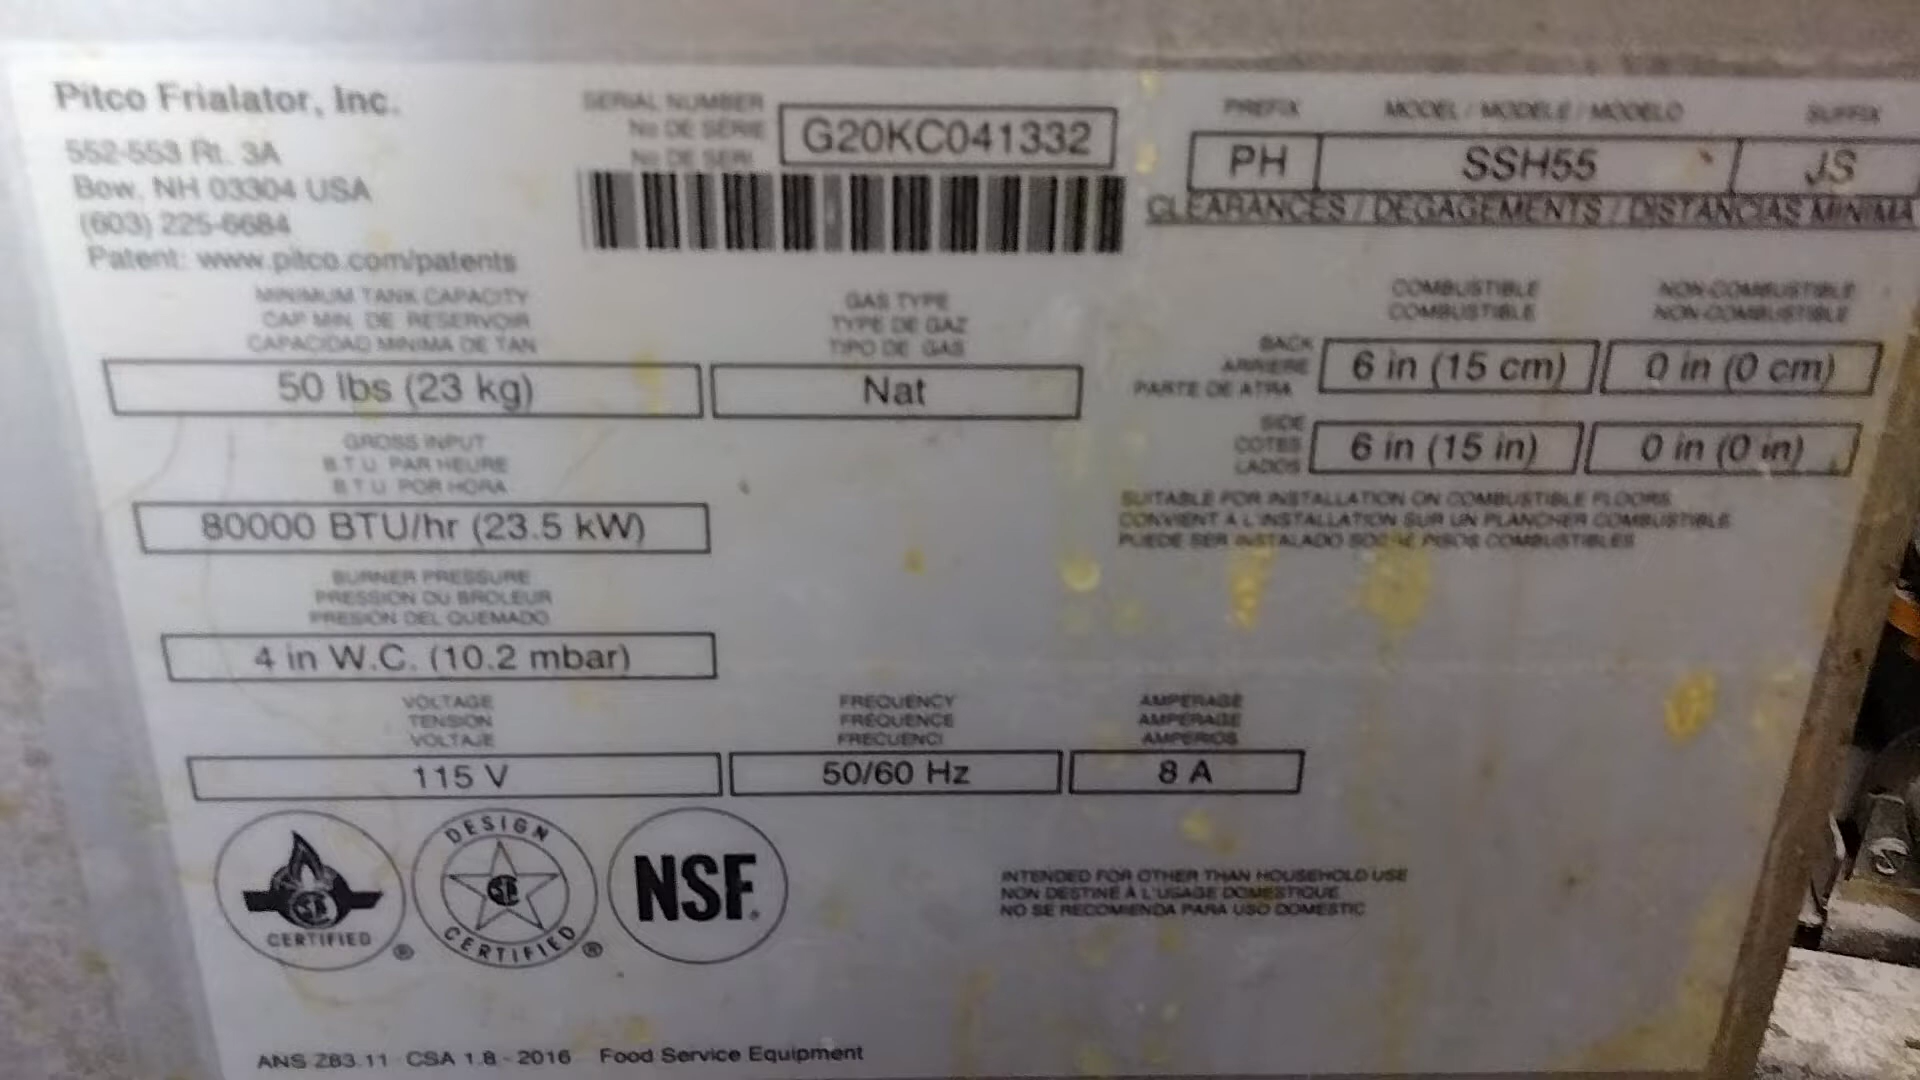 Pitco Frialator, Inc.
552-553 Rt. 3A
Bow, NH 03304 USA
(603) 225-6684
Patent: www.pitco.com/patents
SERIAL NUMBER
No DE SERIE
No DE SERI
G20KC041332
PREFIX
MODEL / MODELE / MODELO
SUFFIX
PH
SSH55
JS
CLEARANCES / DEGAGEMENTS / DISTANCIAS MINIMA
MINIMUM TANK CAPACITY
CAP MIN. DE RESERVOIR
CAPACIDAD MINIMA DE TAN
50 lbs (23 kg)
GAS TYPE
TYPE DE GAZ
TIPO DE GAS
Nat
COMBUSTIBLE
COMBUSTIBLE
NON-COMBUSTIBLE
NON-COMBUSTIBLE
BACK
ARRIERE
PARTE DE ATRA
6 in (15 cm)
0 in (0 cm)
SIDE
COTES
LADOS
6 in (15 in)
0 in (0 in)
SUITABLE FOR INSTALLATION ON COMBUSTIBLE FLOORS
CONVIENT A L'INSTALLATION SUR UN PLANCHER COMBUSTIBLE
PUEDE SER INSTALADO PISOS COMBUSTIBLES
GROSS INPUT
B.T.U. PAR HEURE
B.T.U. POR HORA
80000 BTU/hr (23.5 kW)
BURNER PRESSURE
PRESSION DU BROLEUR
PRESION DEL QUEMADO
4 in W.C. (10.2 mbar)
VOLTAGE
TENSION
VOLTAJE
115 V
FREQUENCY
FREQUENCE
FRECUENCI
50/60 Hz
AMPERAGE
AMPERAGE
AMPERIOS
8 A
CERTIFIED ®
DESIGN
CERTIFIED ®
NSF®
INTENDED FOR OTHER THAN HOUSEHOLD USE
NON DESTINE A L'USAGE DOMESTIQUE
NO SE RECOMIENDA PARA USO DOMESTIC
ANS Z83.11 CSA 1.8 - 2016 Food Service Equipment